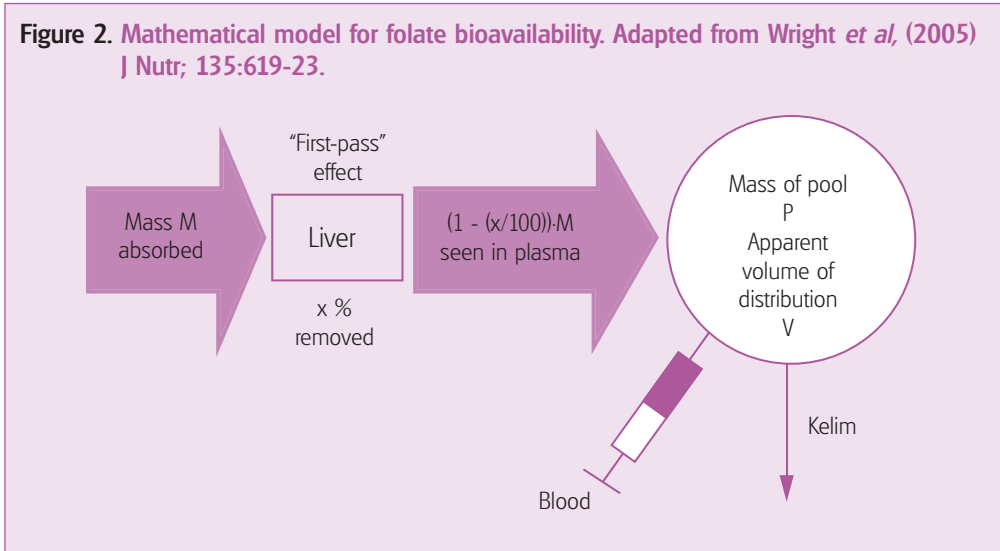 Figure 2. Mathematical model for folate bioavailability. Adapted from Wright et al, (2005)
J Nutr; 135:619-23.
Mass M
absorbed
"First-pass"
effect
Liver
x %
removed
(1 - (x/100))·M
seen in plasma
Mass of pool
P
Apparent
volume of
distribution
V
Kelim
Blood